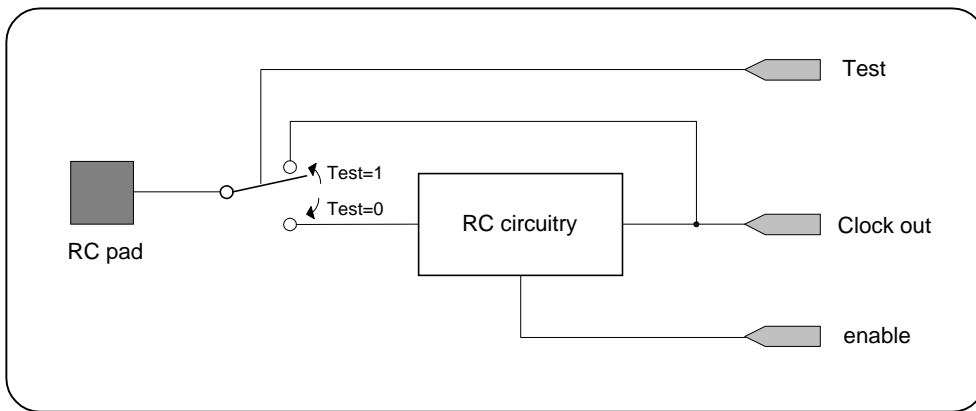 Test
Test=1
Test=0
RC circuitry
Clock out
RC pad
enable